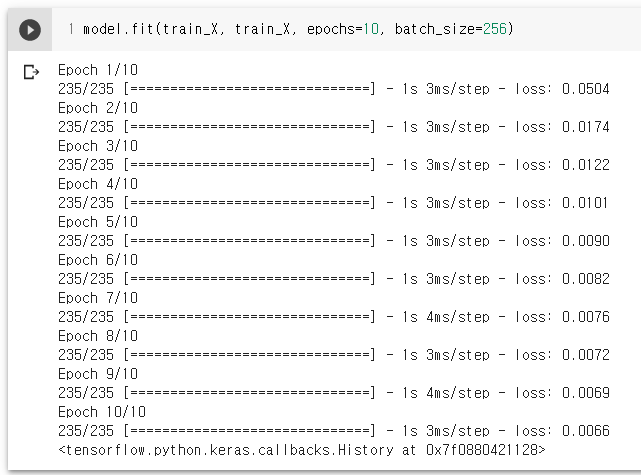 1 model.fit(train_X, train_X, epochs=10, batch_size=256)
Epoch 1/10
235/235 [==============================] - 1s 3ms/step - loss: 0.0504
Epoch 2/10
235/235 [==============================] - 1s 3ms/step - loss: 0.0174
Epoch 3/10
235/235 [==============================] - 1s 3ms/step - loss: 0.0122
Epoch 4/10
235/235 [==============================] - 1s 3ms/step - loss: 0.0101
Epoch 5/10
235/235 [==============================] - 1s 3ms/step - loss: 0.0090
Epoch 6/10
235/235 [==============================] - 1s 3ms/step - loss: 0.0082
Epoch 7/10
235/235 [==============================] - 1s 4ms/step - loss: 0.0076
Epoch 8/10
235/235 [==============================] - 1s 3ms/step - loss: 0.0072
Epoch 9/10
235/235 [==============================] - 1s 4ms/step - loss: 0.0069
Epoch 10/10
235/235 [==============================] - 1s 3ms/step - loss: 0.0066
<tensorflow.python.keras.callbacks.History at 0x7f0880421128>